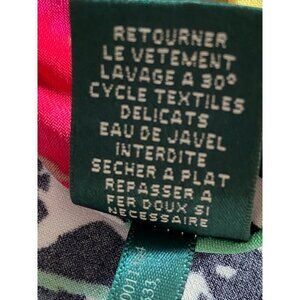 RETOURNER
LE VETEMENT
LAVAGE A 30°
CYCLE TEXTILES
DELICATS
EAU DE JAVEL
INTERDITE
SECHER A PLAT
REPASSER A
FER DOUX SI
NECESSAIRE